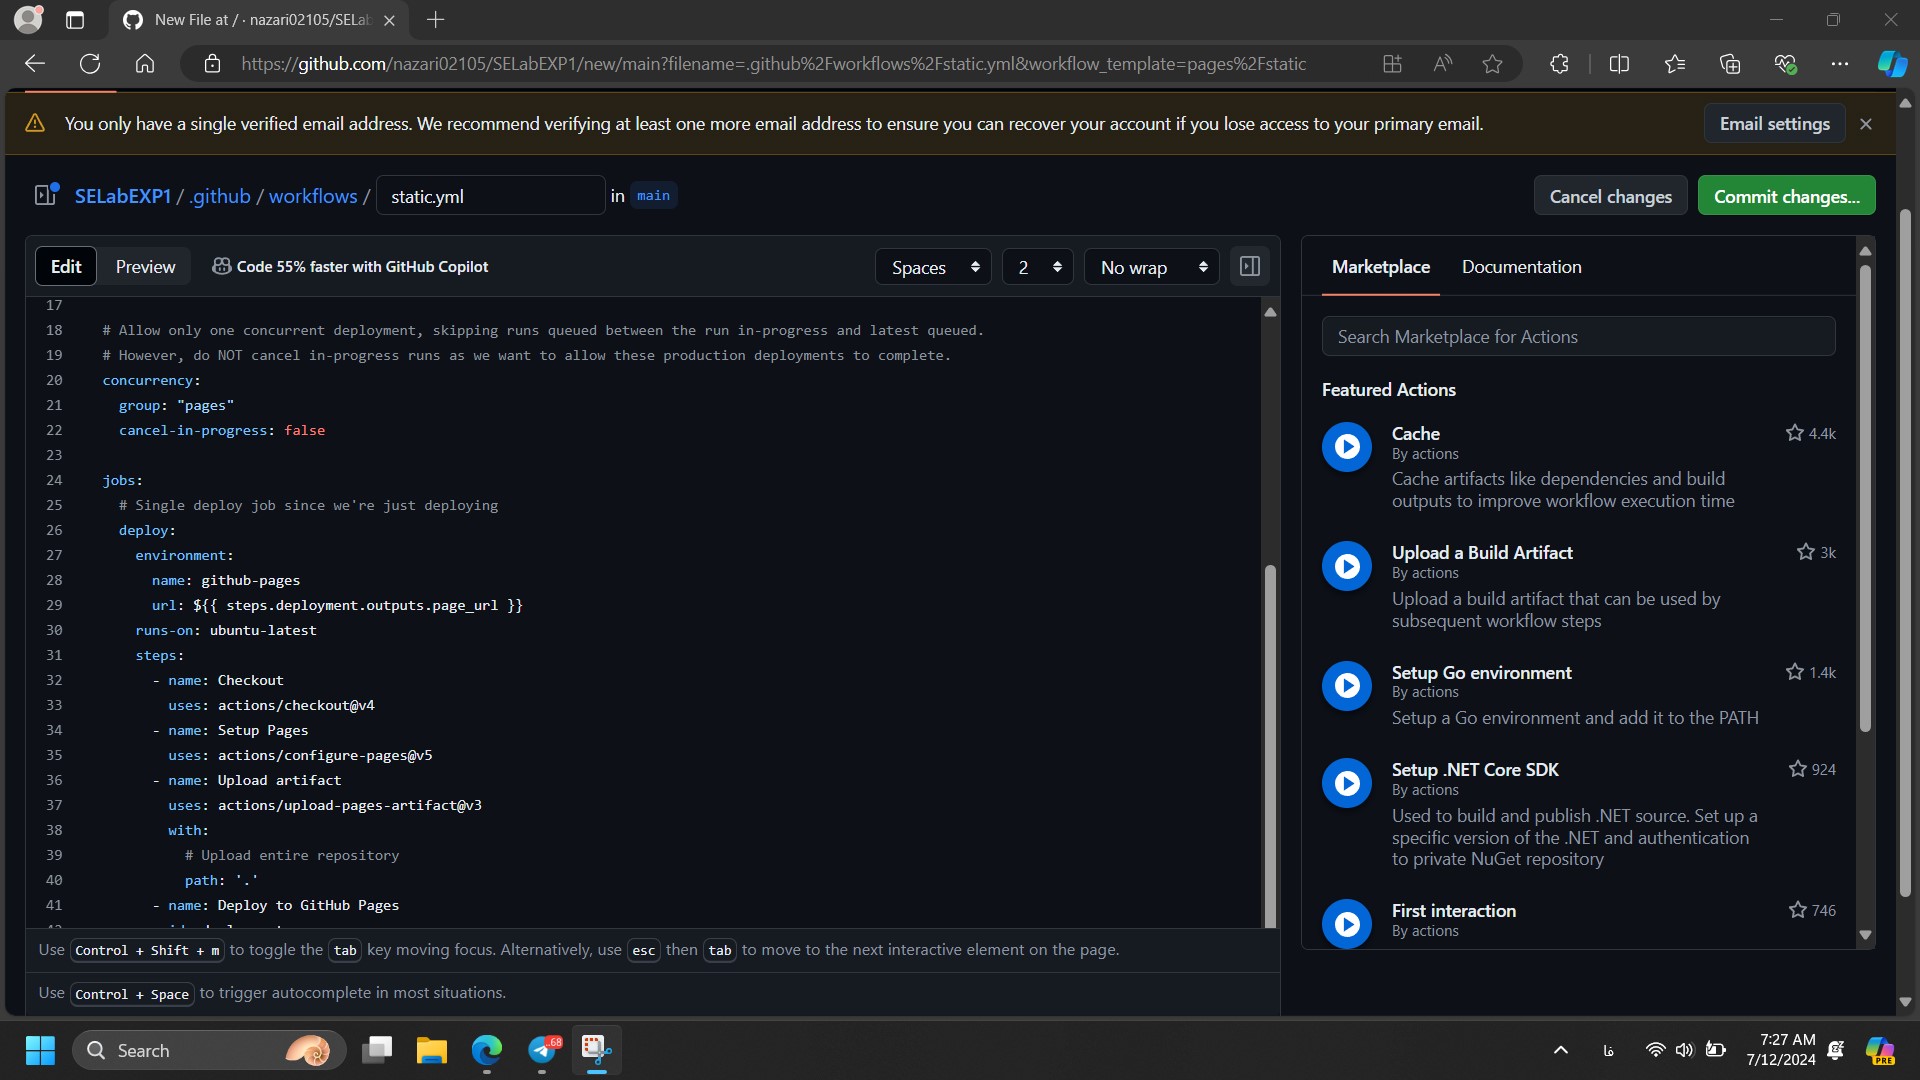 New File at / · nazari02105/SELab
https://github.com/nazari02105/SELabEXP1/new/main?filename=.github%2Fworkflows%2Fstatic.yml&workflow_template=pages%2Fstatic
You only have a single verified email address. We recommend verifying at least one more email address to ensure you can recover your account if you lose access to your primary email.
Email settings
SELabEXP1 / .github / workflows / static.yml in main
Cancel changes
Commit changes...
Edit
Preview
Code 55% faster with GitHub Copilot
Spaces
2
No wrap
17
18 # Allow only one concurrent deployment, skipping runs queued between the run in-progress and latest queued.
19 # However, do NOT cancel in-progress runs as we want to allow these production deployments to complete.
20 concurrency:
21 group: "pages"
22 cancel-in-progress: false
23
24 jobs:
25 # Single deploy job since we're just deploying
26 deploy:
27 environment:
28 name: github-pages
29 url: ${{ steps.deployment.outputs.page_url }}
30 runs-on: ubuntu-latest
31 steps:
32 - name: Checkout
33 uses: actions/checkout@v4
34 - name: Setup Pages
35 uses: actions/configure-pages@v5
36 - name: Upload artifact
37 uses: actions/upload-pages-artifact@v3
38 with:
39 # Upload entire repository
40 path: '.'
41 - name: Deploy to GitHub Pages
Use Control + Shift + m to toggle the tab key moving focus. Alternatively, use esc then tab to move to the next interactive element on the page.
Use Control + Space to trigger autocomplete in most situations.
Marketplace
Documentation
Search Marketplace for Actions
Featured Actions
Cache
4.4k
By actions
Cache artifacts like dependencies and build
outputs to improve workflow execution time
Upload a Build Artifact
3k
By actions
Upload a build artifact that can be used by
subsequent workflow steps
Setup Go environment
1.4k
By actions
Setup a Go environment and add it to the PATH
Setup .NET Core SDK
924
By actions
Used to build and publish .NET source. Set up a
specific version of the .NET and authentication
to private NuGet repository
First interaction
746
By actions
Search
68
فا
7:27 AM
7/12/2024
PRE